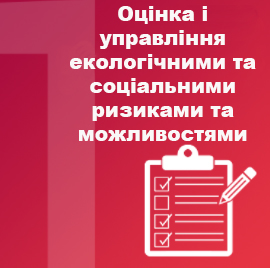 Оцінка і
управління
екологічними та
соціальними
ризиками та
можливостями